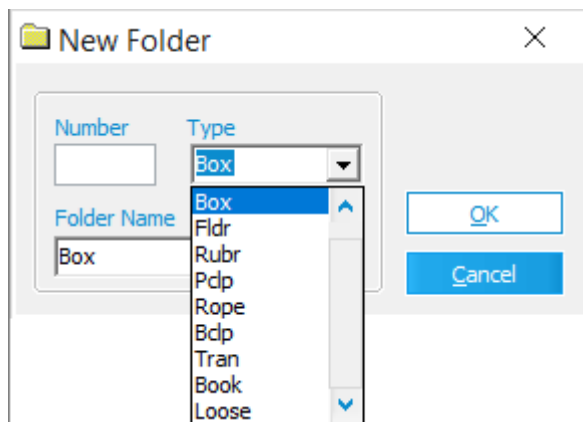 New Folder
Number Type
Box
Folder Name
Box
Box
Fldr
Rubr
Pclp
Rope
Bclp
Tran
Book
Loose
OK
Cancel